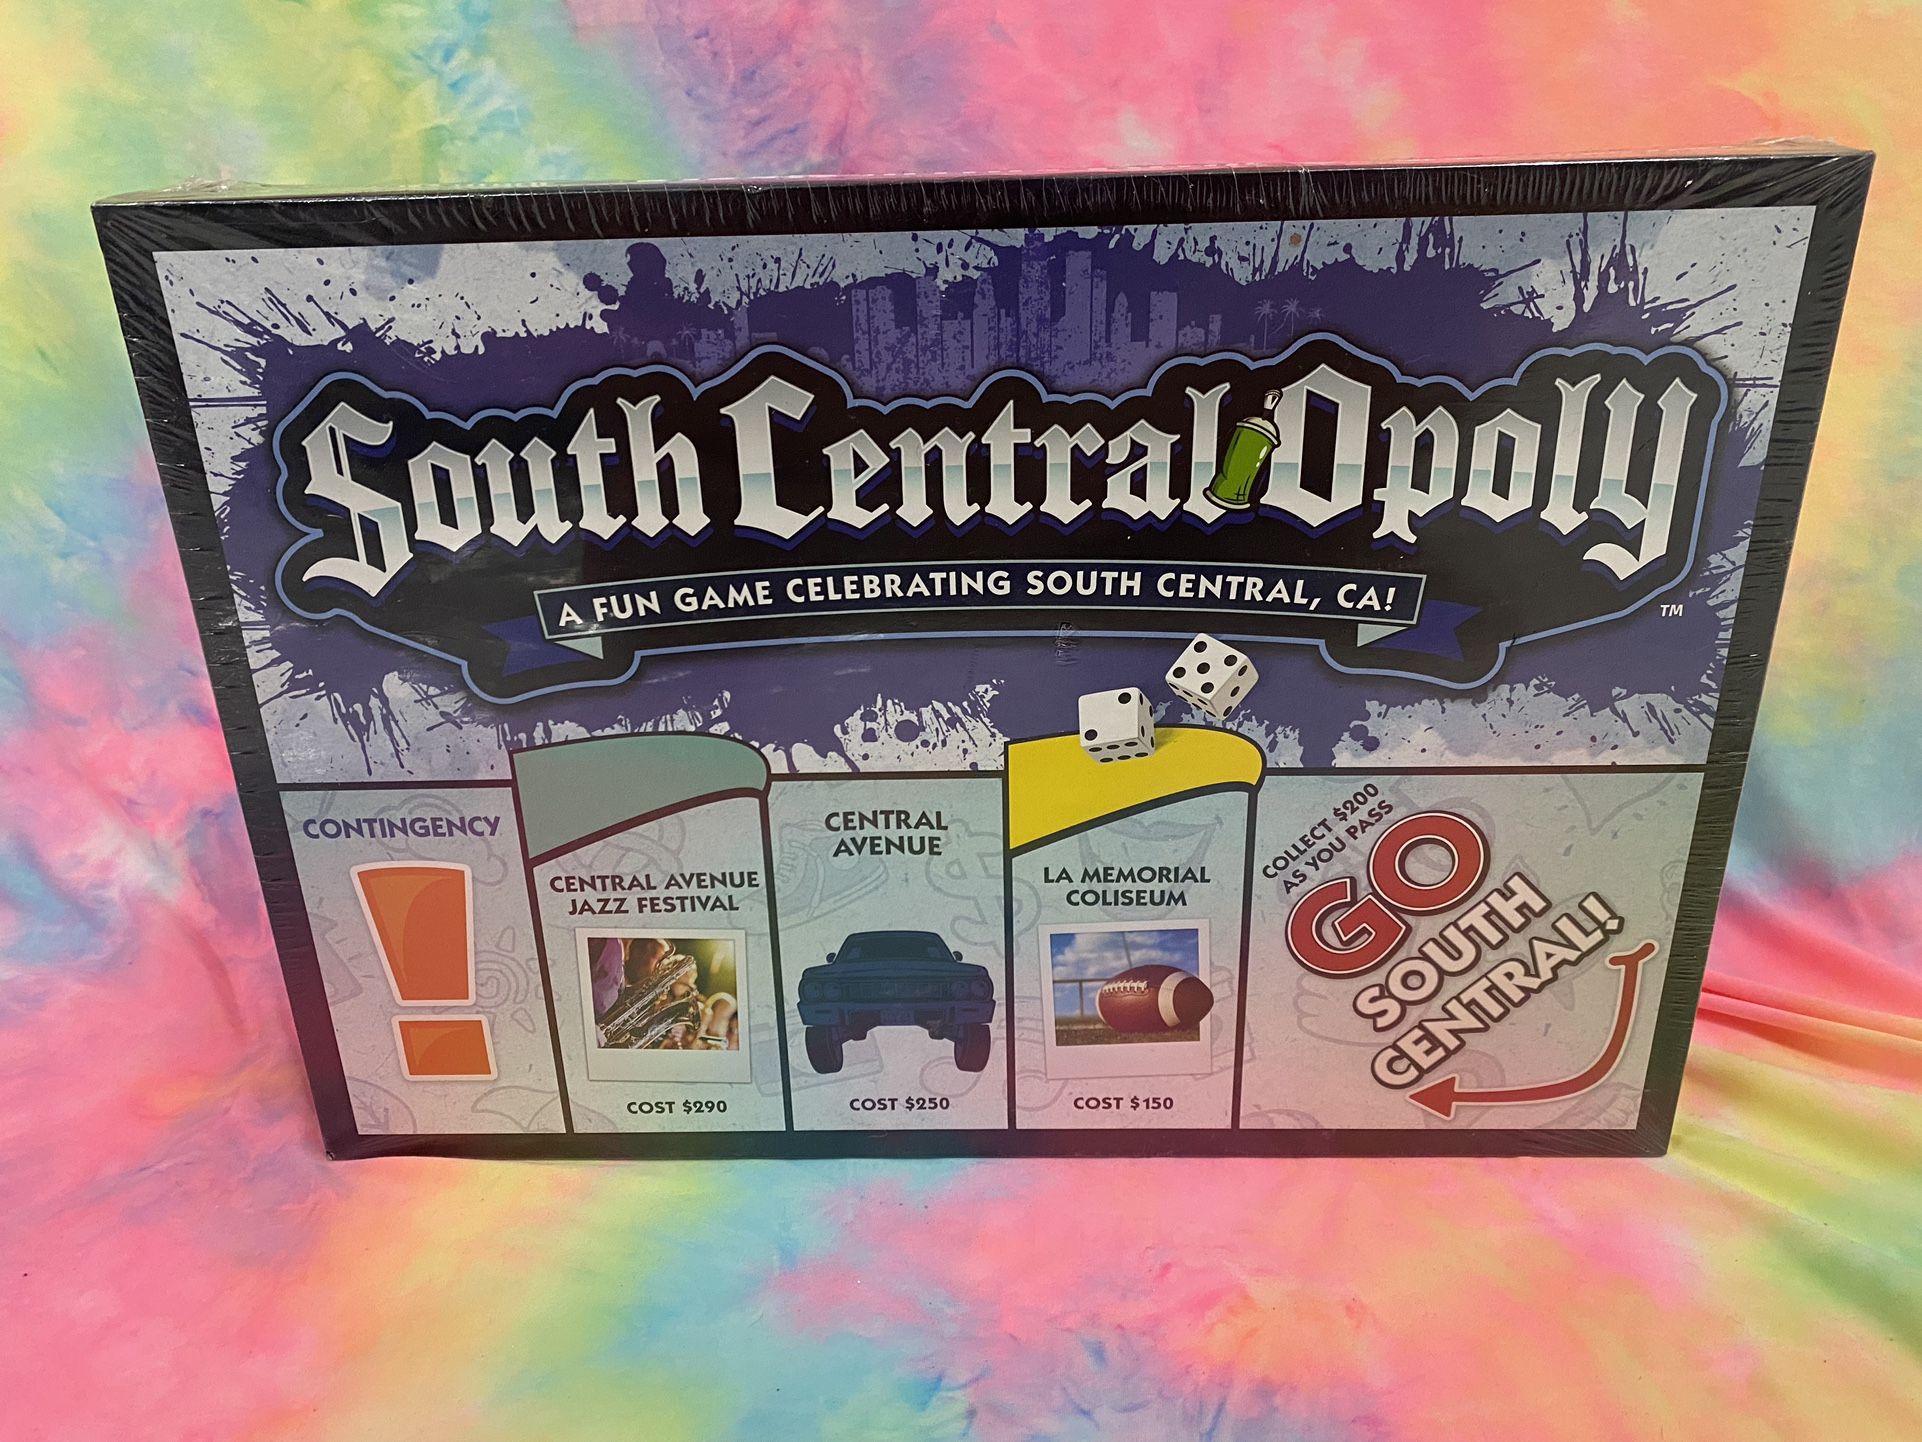 South Central Opoly
A FUN GAME CELEBRATING SOUTH CENTRAL, CA!
TM
CONTINGENCY
CENTRAL AVENUE
JAZZ FESTIVAL
COST $290
CENTRAL
AVENUE
COST $250
LA MEMORIAL
COLISEUM
COST $150
COLLECT $200
AS YOU PASS
GO
SOUTH
CENTRAL!